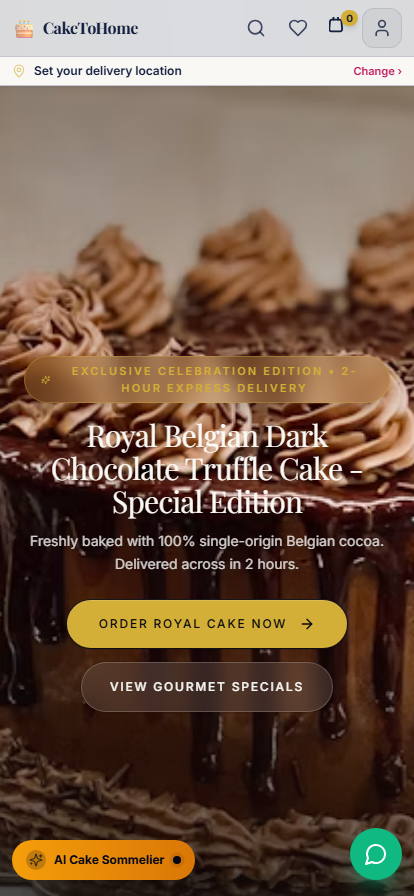 CakeToHome
0
Set your delivery location
Change ›
EXCLUSIVE CELEBRATION EDITION • 2-
HOUR EXPRESS DELIVERY
Royal Belgian Dark
Chocolate Truffle Cake -
Special Edition
Freshly baked with 100% single-origin Belgian cocoa.
Delivered across in 2 hours.
ORDER ROYAL CAKE NOW →
VIEW GOURMET SPECIALS
AI Cake Sommelier